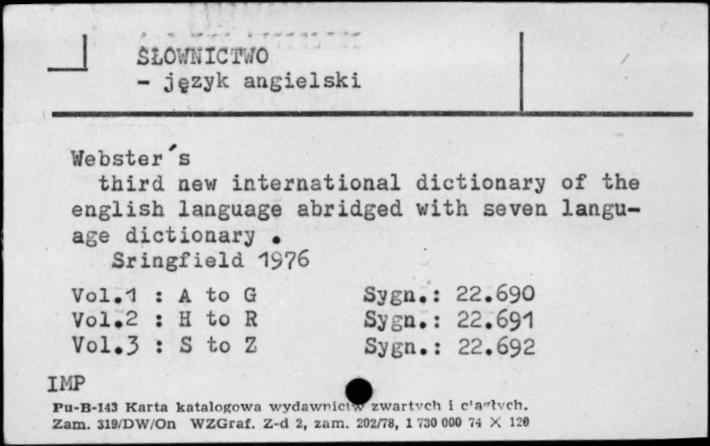 SŁOWNICTWO
- język angielski
Webster´s
third new international dictionary of the
english language abridged with seven langu-
age dictionary .
Sringfield 1976
Vol.1 : A to G Sygn.: 22.690
Vol.2 : H to R Sygn.: 22.691
Vol.3 : S to Z Sygn.: 22.692
IMP
Pu-B-143 Karta katalogowa wydawnictw zwartych i ciągłych.
Zam. 319/DW/On WZGraf. Z-d 2, zam. 202/78, 1 730 000 74 X 120